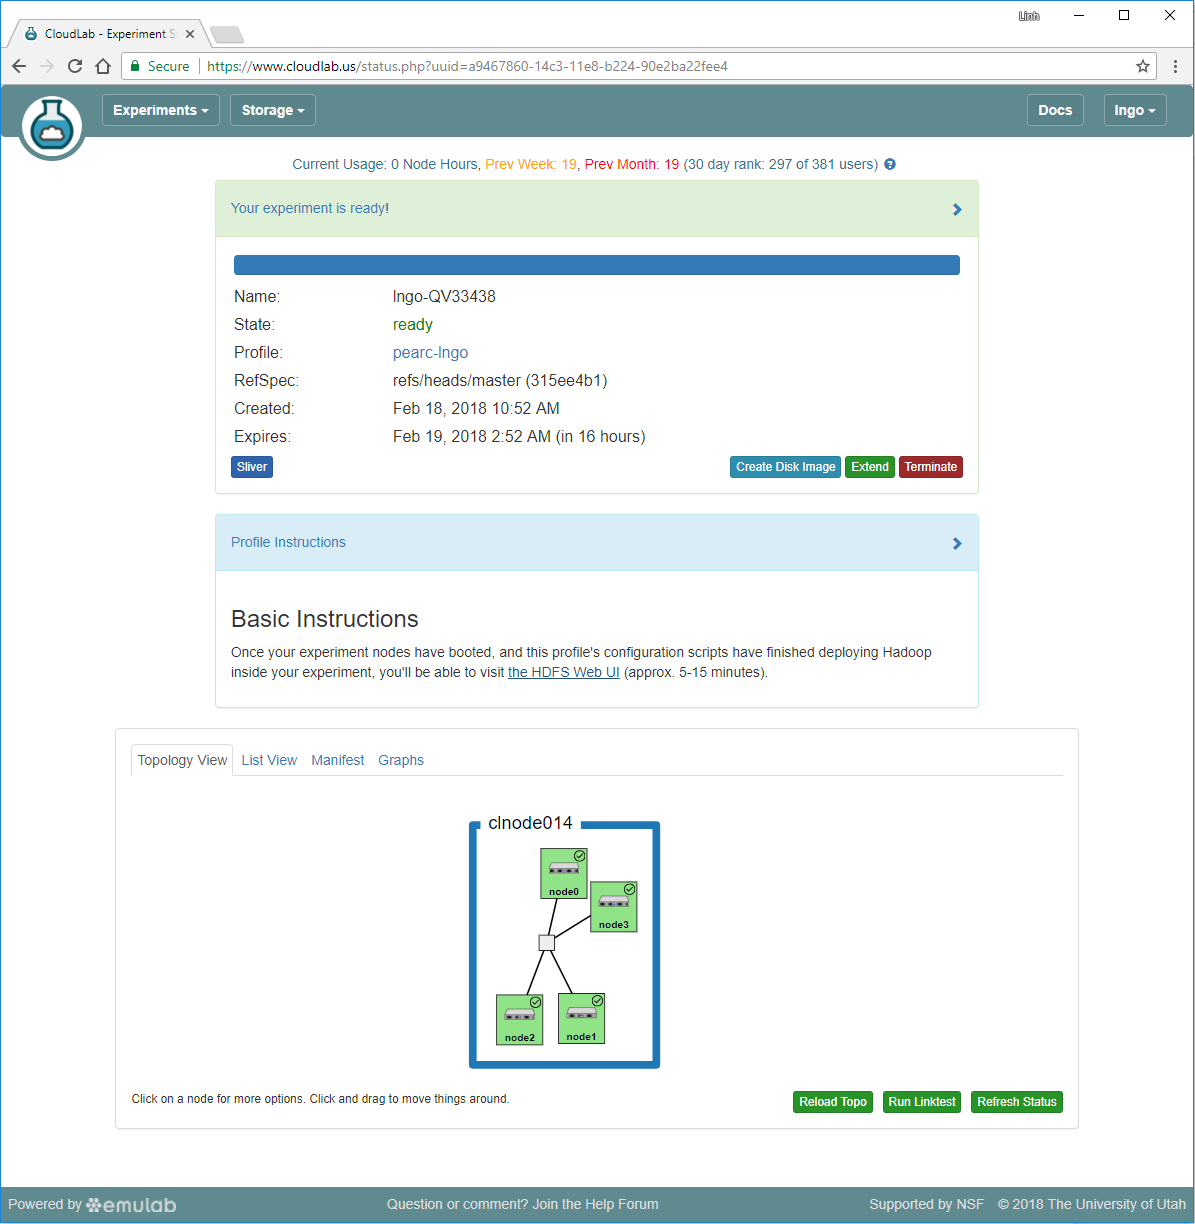 Linh
CloudLab - Experiment S
Secure https://www.cloudlab.us/status.php?uuid=a9467860-14c3-11e8-b224-90e2ba22fee4
Experiments Storage Docs lngo
Current Usage: 0 Node Hours, Prev Week: 19, Prev Month: 19 (30 day rank: 297 of 381 users)
Your experiment is ready!
Name: lngo-QV33438
State: ready
Profile: pearc-lngo
RefSpec: refs/heads/master (315ee4b1)
Created: Feb 18, 2018 10:52 AM
Expires: Feb 19, 2018 2:52 AM (in 16 hours)
Sliver Create Disk Image Extend Terminate
Profile Instructions
Basic Instructions
Once your experiment nodes have booted, and this profile's configuration scripts have finished deploying Hadoop
inside your experiment, you'll be able to visit the HDFS Web UI (approx. 5-15 minutes).
Topology View List View Manifest Graphs
clnode014
node0
node3
node2 node1
Click on a node for more options. Click and drag to move things around.
Reload Topo Run Linktest Refresh Status
Powered by emulab Question or comment? Join the Help Forum Supported by NSF © 2018 The University of Utah